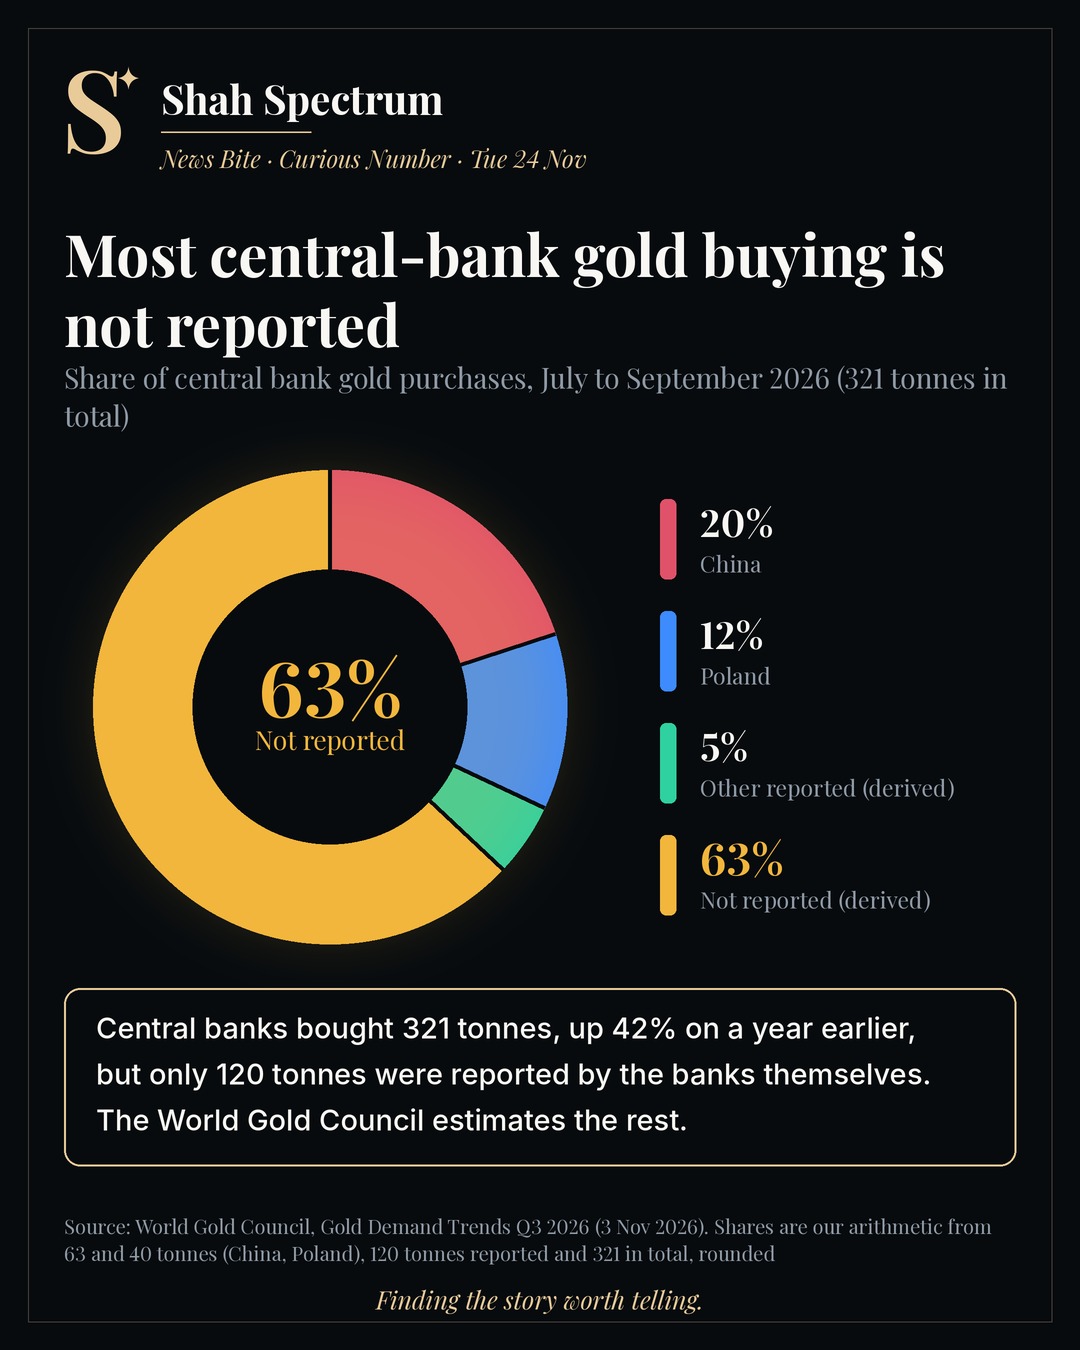 S
Shah Spectrum
News Bite · Curious Number · Tue 24 Nov
Most central-bank gold buying is
not reported
Share of central bank gold purchases, July to September 2026 (321 tonnes in
total)
63%
Not reported
20%
China
12%
Poland
5%
Other reported (derived)
63%
Not reported (derived)
Central banks bought 321 tonnes, up 42% on a year earlier,
but only 120 tonnes were reported by the banks themselves.
The World Gold Council estimates the rest.
Source: World Gold Council, Gold Demand Trends Q3 2026 (3 Nov 2026). Shares are our arithmetic from
63 and 40 tonnes (China, Poland), 120 tonnes reported and 321 in total, rounded
Finding the story worth telling.